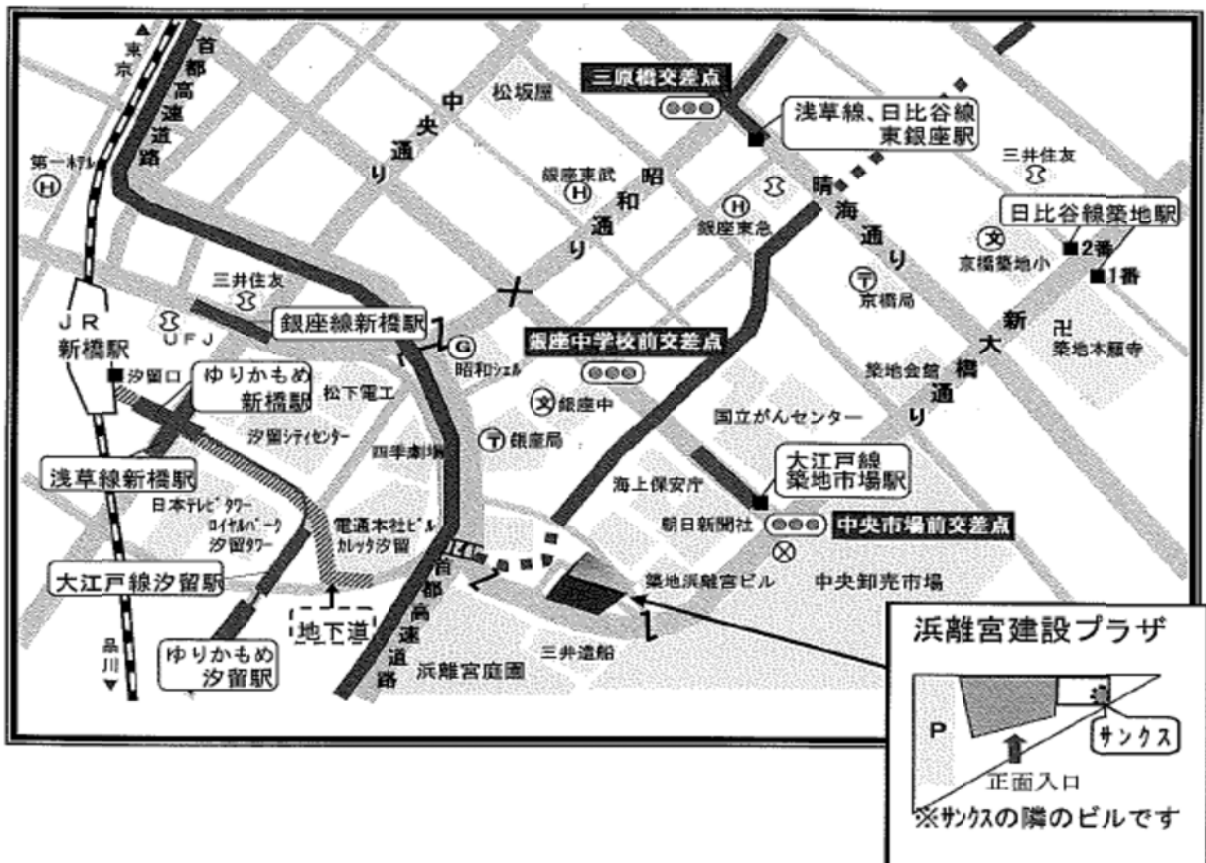 ▲
東京
首都高速道路
中央通り
松坂屋
三原橋交差点
浅草線、日比谷線
東銀座駅
第一ホテル
H
銀座東武
H
昭和通り
H
銀座東急
晴海通り
三井住友
日比谷線築地駅
文
京橋築地小
2番
1番
〒
京橋局
卍
築地本願寺
新大橋通り
築地会館
三井住友
UFJ
銀座線新橋駅
G
昭和シェル
銀座中学校前交差点
JR
新橋駅
汐留口
ゆりかもめ
新橋駅
松下電工
文
銀座中
〒
銀座局
国立がんセンター
汐留シティセンター
四季劇場
浅草線新橋駅
海上保安庁
大江戸線
築地市場駅
日本テレビタワー
ロイヤルパーク
汐留タワー
電通本社ビル
カレッタ汐留
朝日新聞社
中央市場前交差点
大江戸線汐留駅
首都高速道路
築地浜離宮ビル
中央卸売市場
地下道
品川
▼
ゆりかもめ
汐留駅
浜離宮庭園
三井造船
浜離宮建設プラザ
P
サンクス
正面入口
※サンクスの隣のビルです